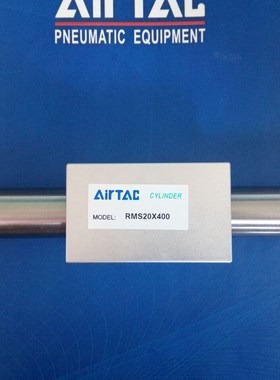 AirTAC
PNEUMATIC EQUIPMENT
AirTAC CYLINDER
MODEL: RMS20X400